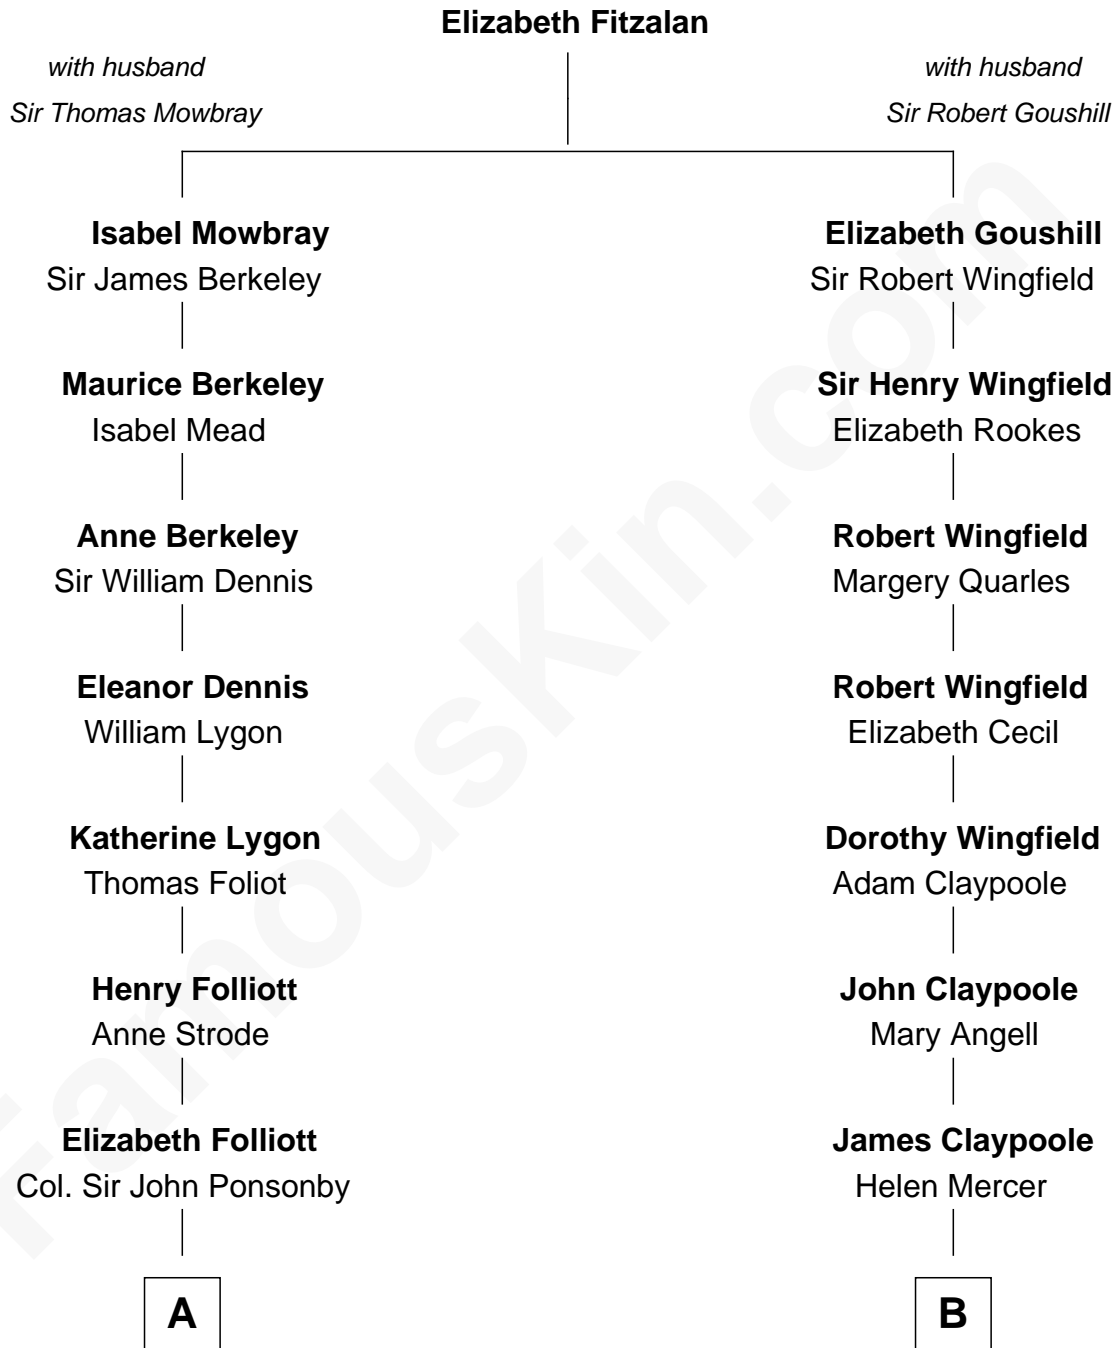 Elizabeth Fitzalan
with husband
Sir Thomas Mowbray
with husband
Sir Robert Goushill
Isabel Mowbray
Sir James Berkeley
Elizabeth Goushill
Sir Robert Wingfield
Maurice Berkeley
Isabel Mead
Sir Henry Wingfield
Elizabeth Rookes
Anne Berkeley
Sir William Dennis
Robert Wingfield
Margery Quarles
Eleanor Dennis
William Lygon
Robert Wingfield
Elizabeth Cecil
Katherine Lygon
Thomas Foliot
Dorothy Wingfield
Adam Claypoole
Henry Folliott
Anne Strode
John Claypoole
Mary Angell
Elizabeth Folliott
Col. Sir John Ponsonby
James Claypoole
Helen Mercer
A
B
FamousKin.com